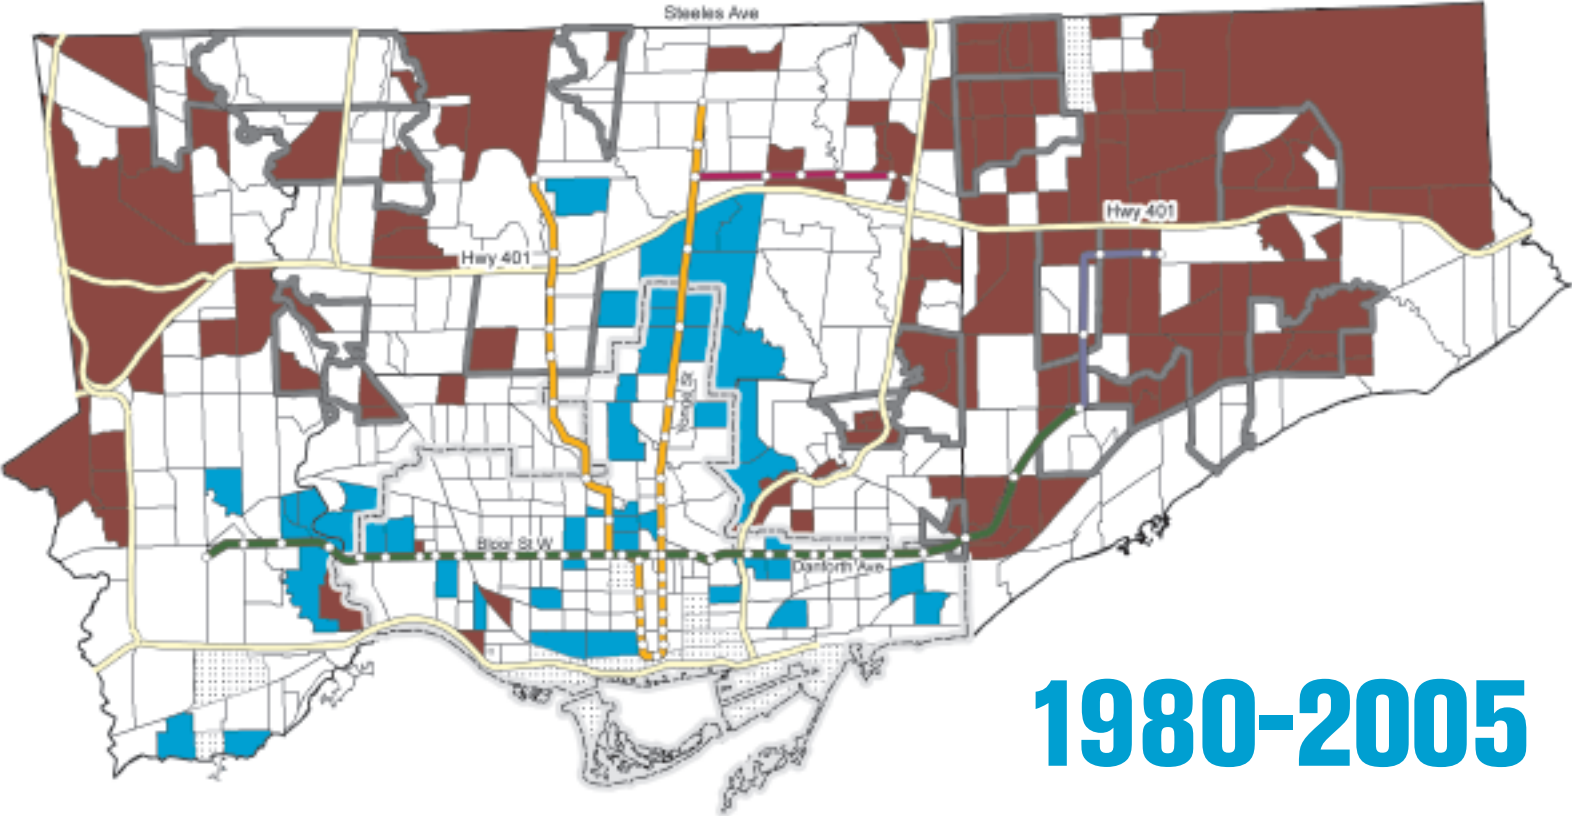 Steeles Ave
Hwy 401
Hwy 401
Yonge St
Bloor St W
Danforth Ave
1980-2005